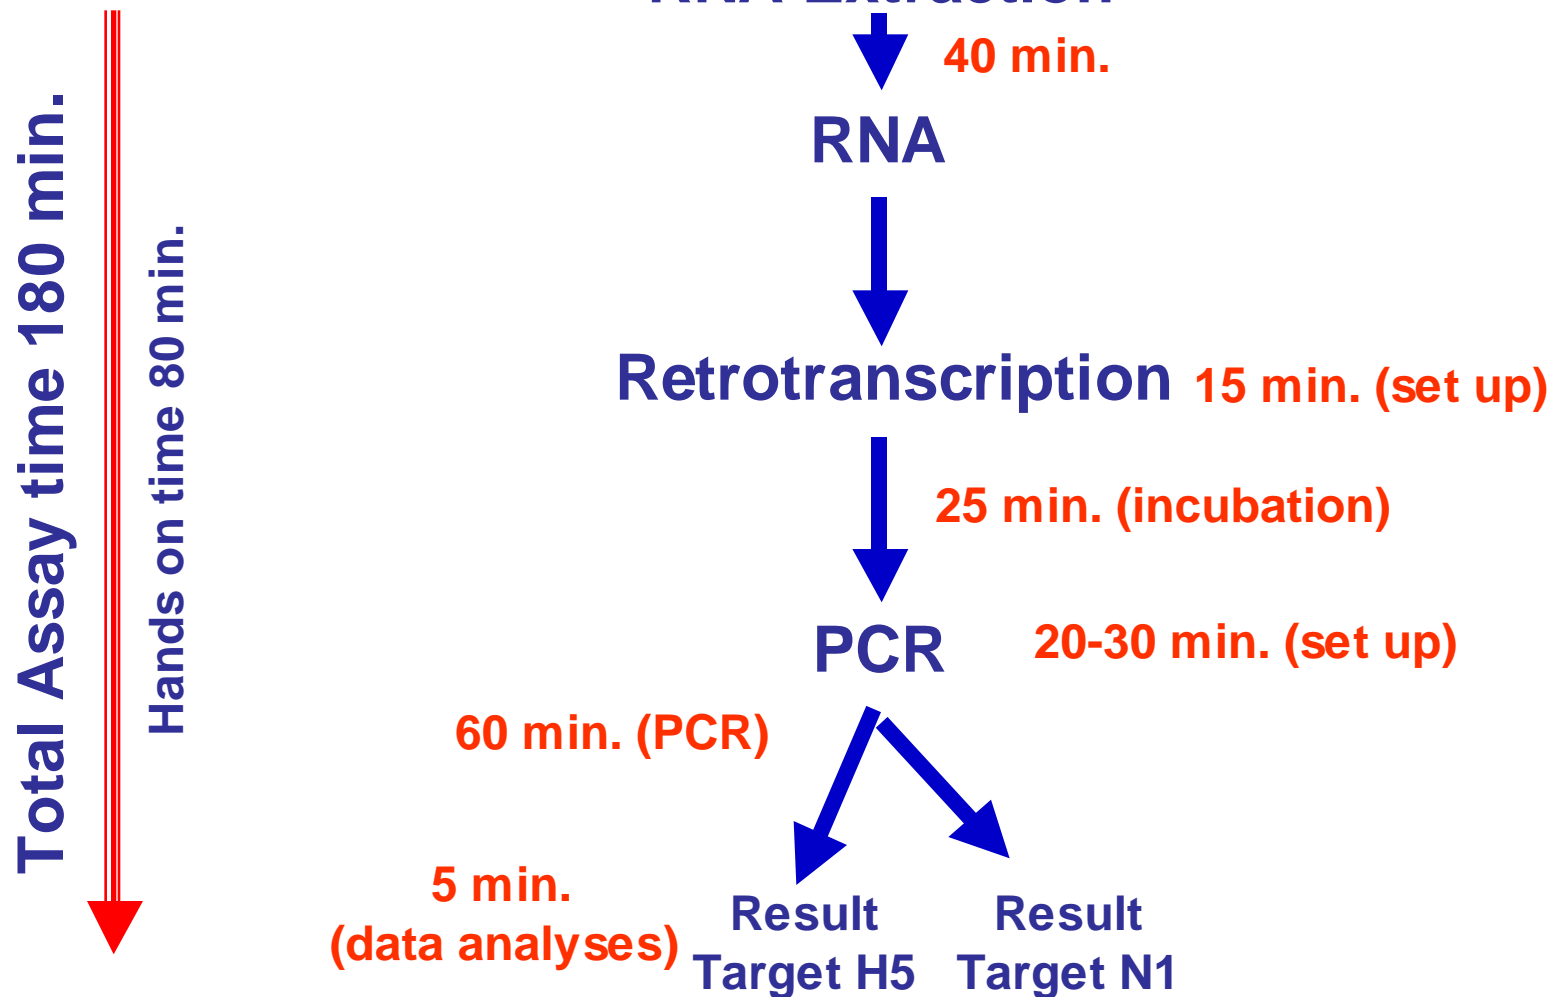 RNA Extraction
40 min.
RNA
Retrotranscription 15 min. (set up)
25 min. (incubation)
PCR 20-30 min. (set up)
60 min. (PCR)
5 min.
(data analyses)
Result
Target H5
Result
Target N1
Total Assay time 180 min.
Hands on time 80 min.